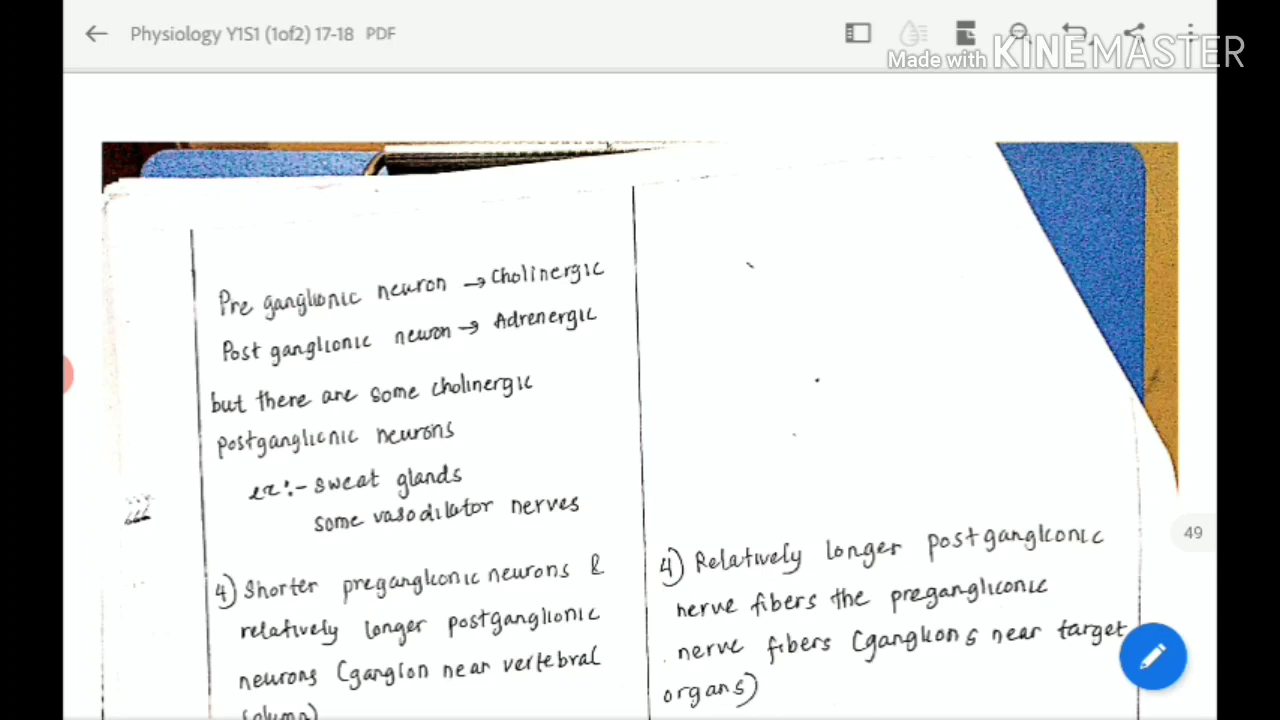 Physiology Y1S1 (1of2) 17-18 PDF
Made with KINEMASTER
Pre ganglionic neuron → Cholinergic
Post ganglionic neuron → Adrenergic
but there are some cholinergic
postganglionic neurons
ex:- sweat glands
some vasodilator nerves
4) Shorter preganglionic neurons &
relatively longer postganglionic
neurons (ganglion near vertebral
column)
4) Relatively longer postganglionic
nerve fibers the preganglionic
nerve fibers (ganglions near target
organs)
49